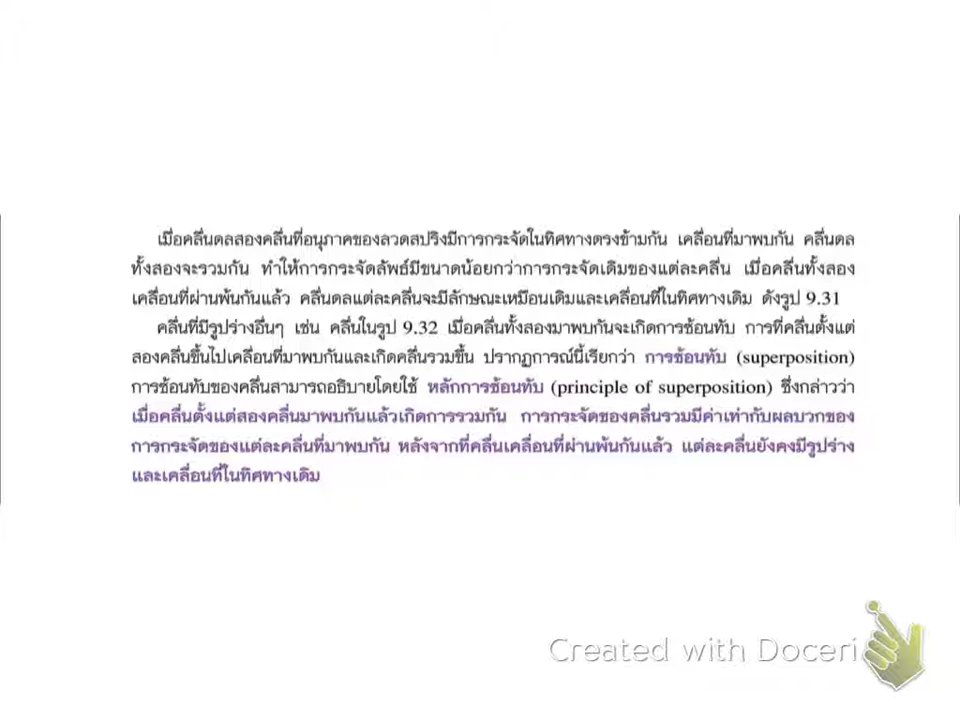 เมื่อคลื่นดลสองคลื่นที่อนุภาคของลวดสปริงมีการกระจัดในทิศทางตรงข้ามกัน เคลื่อนที่มาพบกัน คลื่นดล
ทั้งสองจะรวมกัน ทำให้การกระจัดลัพธ์มีขนาดน้อยกว่าการกระจัดเดิมของแต่ละคลื่น เมื่อคลื่นทั้งสอง
เคลื่อนที่ผ่านพ้นกันแล้ว คลื่นดลแต่ละคลื่นจะมีลักษณะเหมือนเดิมและเคลื่อนที่ในทิศทางเดิม ดังรูป 9.31
คลื่นที่มีรูปร่างอื่นๆ เช่น คลื่นในรูป 9.32 เมื่อคลื่นทั้งสองมาพบกันจะเกิดการซ้อนทับ การที่คลื่นตั้งแต่
สองคลื่นขึ้นไปเคลื่อนที่มาพบกันและเกิดคลื่นรวมขึ้น ปรากฏการณ์นี้เรียกว่า การซ้อนทับ (superposition)
การซ้อนทับของคลื่นสามารถอธิบายโดยใช้ หลักการซ้อนทับ (principle of superposition) ซึ่งกล่าวว่า
เมื่อคลื่นตั้งแต่สองคลื่นมาพบกันแล้วเกิดการรวมกัน การกระจัดของคลื่นรวมมีค่าเท่ากับผลบวกของ
การกระจัดของแต่ละคลื่นที่มาพบกัน หลังจากที่คลื่นเคลื่อนที่ผ่านพ้นกันแล้ว แต่ละคลื่นยังคงมีรูปร่าง
และเคลื่อนที่ในทิศทางเดิม
Created with Doceri